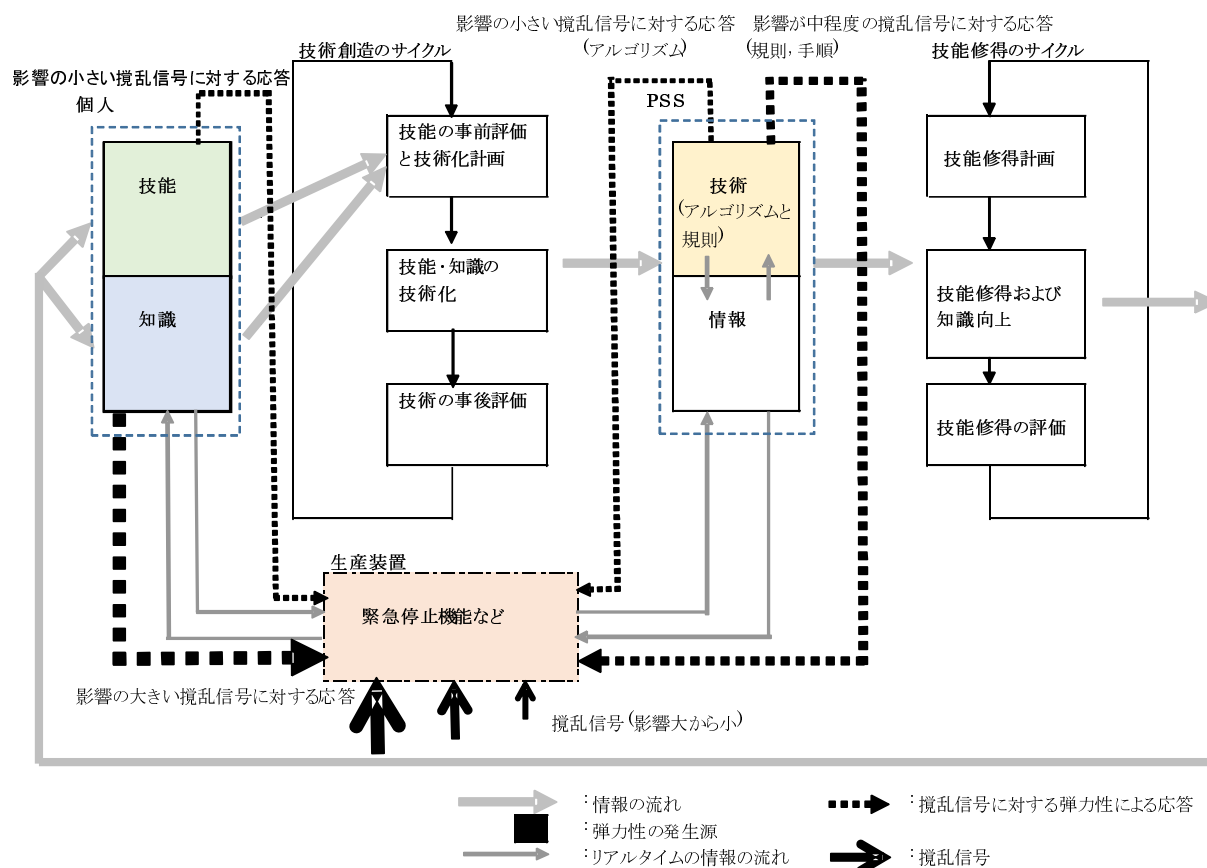 影響の小さい撹乱信号に対する応答
(アルゴリズム)
影響が中程度の撹乱信号に対する応答
(規則,手順)
技術創造のサイクル
技能修得のサイクル
影響の小さい撹乱信号に対する応答
個人
PSS
技能
知識
技能の事前評価
と技術化計画
技能・知識の
技術化
技術の事後評価
技術
(アルゴリズムと
規則)
情報
技能修得計画
技能修得および
知識向上
技能修得の評価
生産装置
緊急停止機能など
影響の大きい撹乱信号に対する応答
撹乱信号(影響大から小)
:情報の流れ
:弾力性の発生源
:リアルタイムの情報の流れ
:撹乱信号に対する弾力性による応答
:撹乱信号